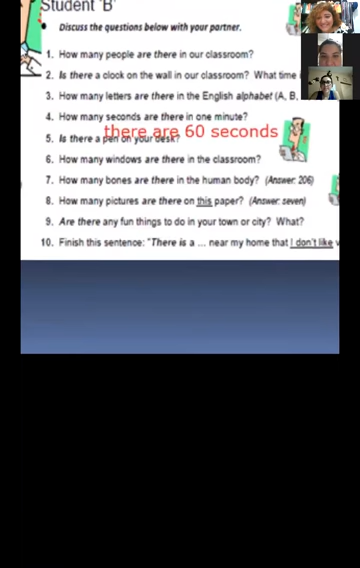 Student 'B'
Discuss the questions below with your partner.
1. How many people are there in our classroom?
2. Is there a clock on the wall in our classroom? What time
3. How many letters are there in the English alphabet (A, B,
4. How many seconds are there in one minute?
there are 60 seconds
5. Is there a pen on your desk?
6. How many windows are there in the classroom?
7. How many bones are there in the human body? (Answer: 206)
8. How many pictures are there on this paper? (Answer: seven)
9. Are there any fun things to do in your town or city? What?
10. Finish this sentence: "There is a ... near my home that I don't like